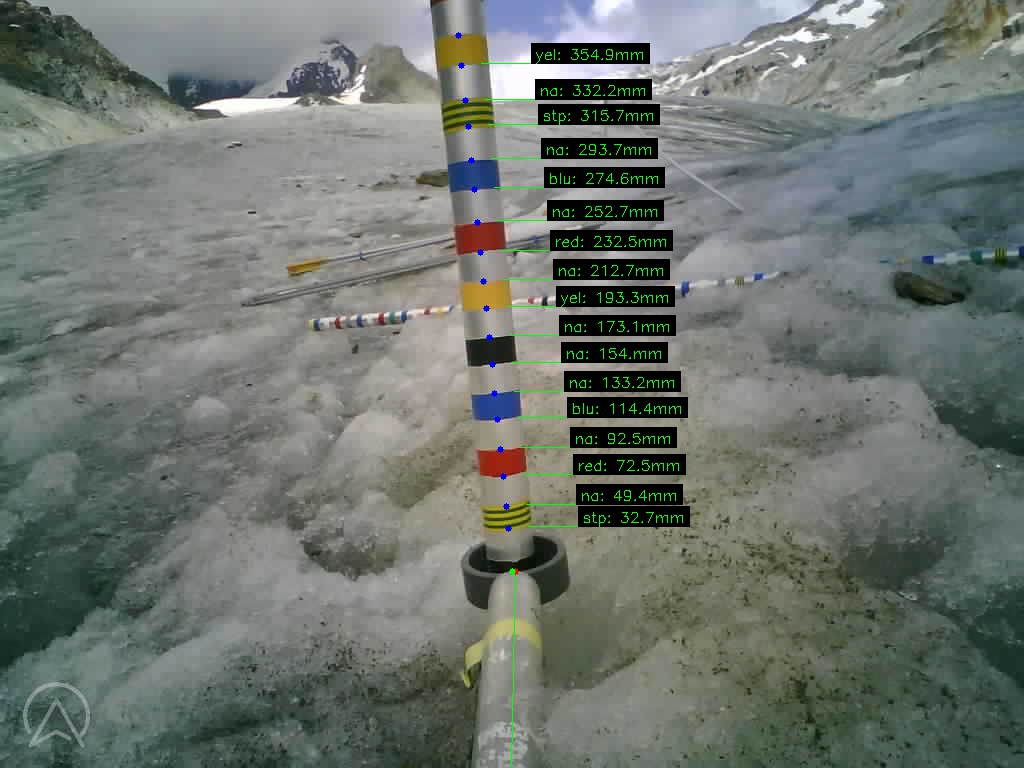 yel: 354.9mm
na: 332.2mm
stp: 315.7mm
na: 293.7mm
blu: 274.6mm
na: 252.7mm
red: 232.5mm
na: 212.7mm
yel: 193.3mm
na: 173.1mm
na: 154.mm
na: 133.2mm
blu: 114.4mm
na: 92.5mm
red: 72.5mm
na: 49.4mm
stp: 32.7mm